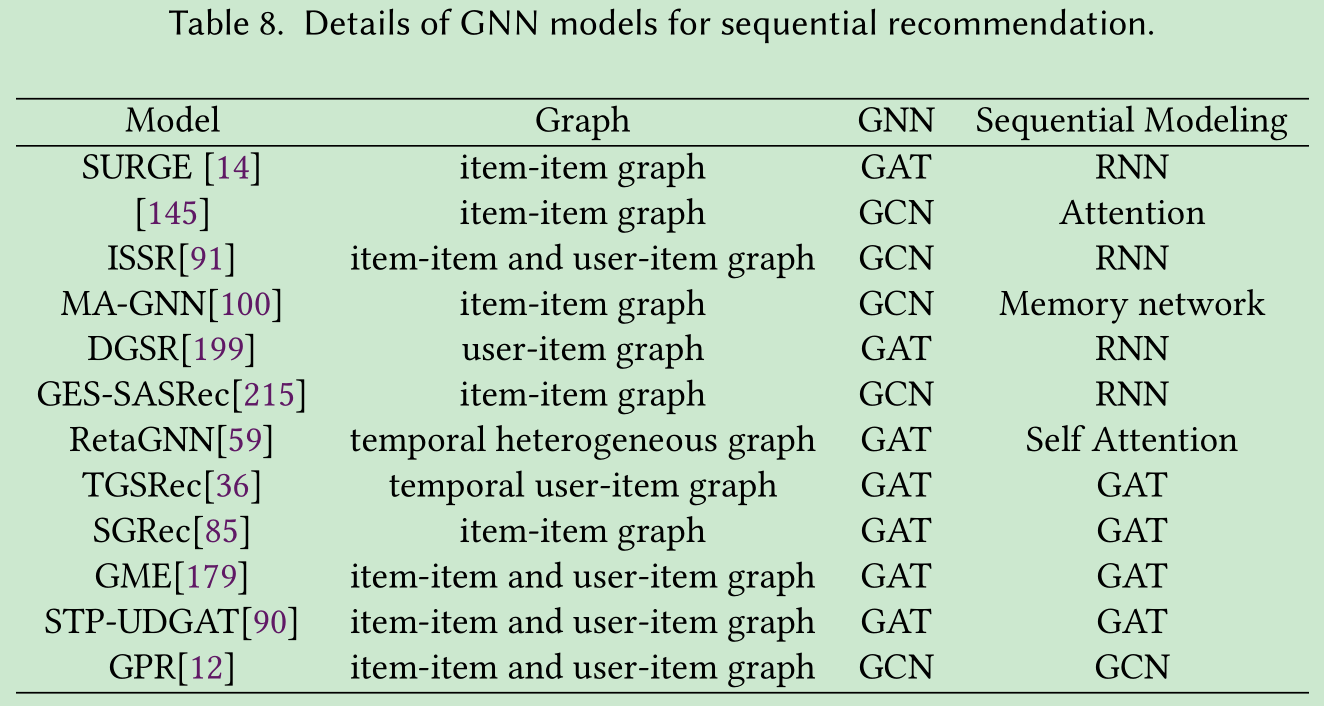 Table 8. Details of GNN models for sequential recommendation.
Model Graph GNN Sequential Modeling
SURGE [14] item-item graph GAT RNN
[145] item-item graph GCN Attention
ISSR[91] item-item and user-item graph GCN RNN
MA-GNN[100] item-item graph GCN Memory network
DGSR[199] user-item graph GAT RNN
GES-SASRec[215] item-item graph GCN RNN
RetaGNN[59] temporal heterogeneous graph GAT Self Attention
TGSRec[36] temporal user-item graph GAT GAT
SGRec[85] item-item graph GAT GAT
GME[179] item-item and user-item graph GAT GAT
STP-UDGAT[90] item-item and user-item graph GAT GAT
GPR[12] item-item and user-item graph GCN GCN